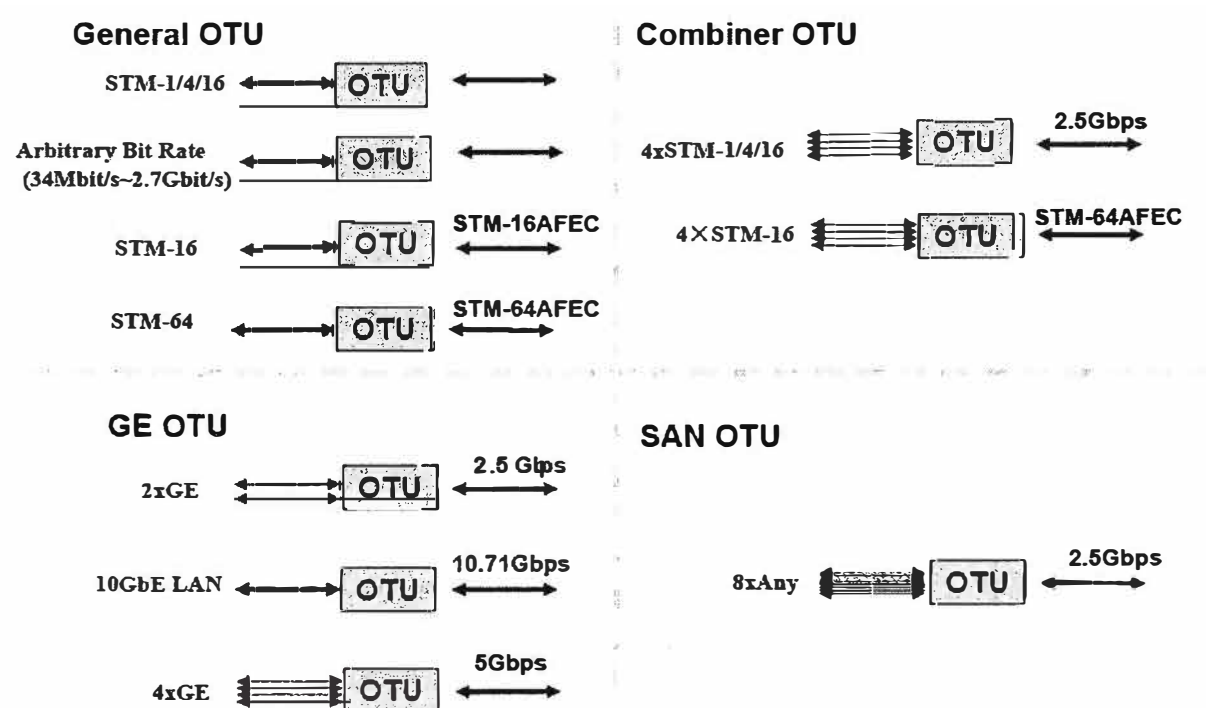 General OTU
STM-1/4/16
OTU
Arbitrary Bit Rate
(34Mbit/s~2.7Gbit/s)
OTU
STM-16
OTU
STM-16AFEC
STM-64
OTU
STM-64AFEC
Combiner OTU
4xSTM-1/4/16
OTU
2.5Gbps
4×STM-16
OTU
STM-64AFEC
GE OTU
2xGE
OTU
2.5 Gbps
10GbE LAN
OTU
10.71Gbps
4xGE
OTU
5Gbps
SAN OTU
8xAny
OTU
2.5Gbps